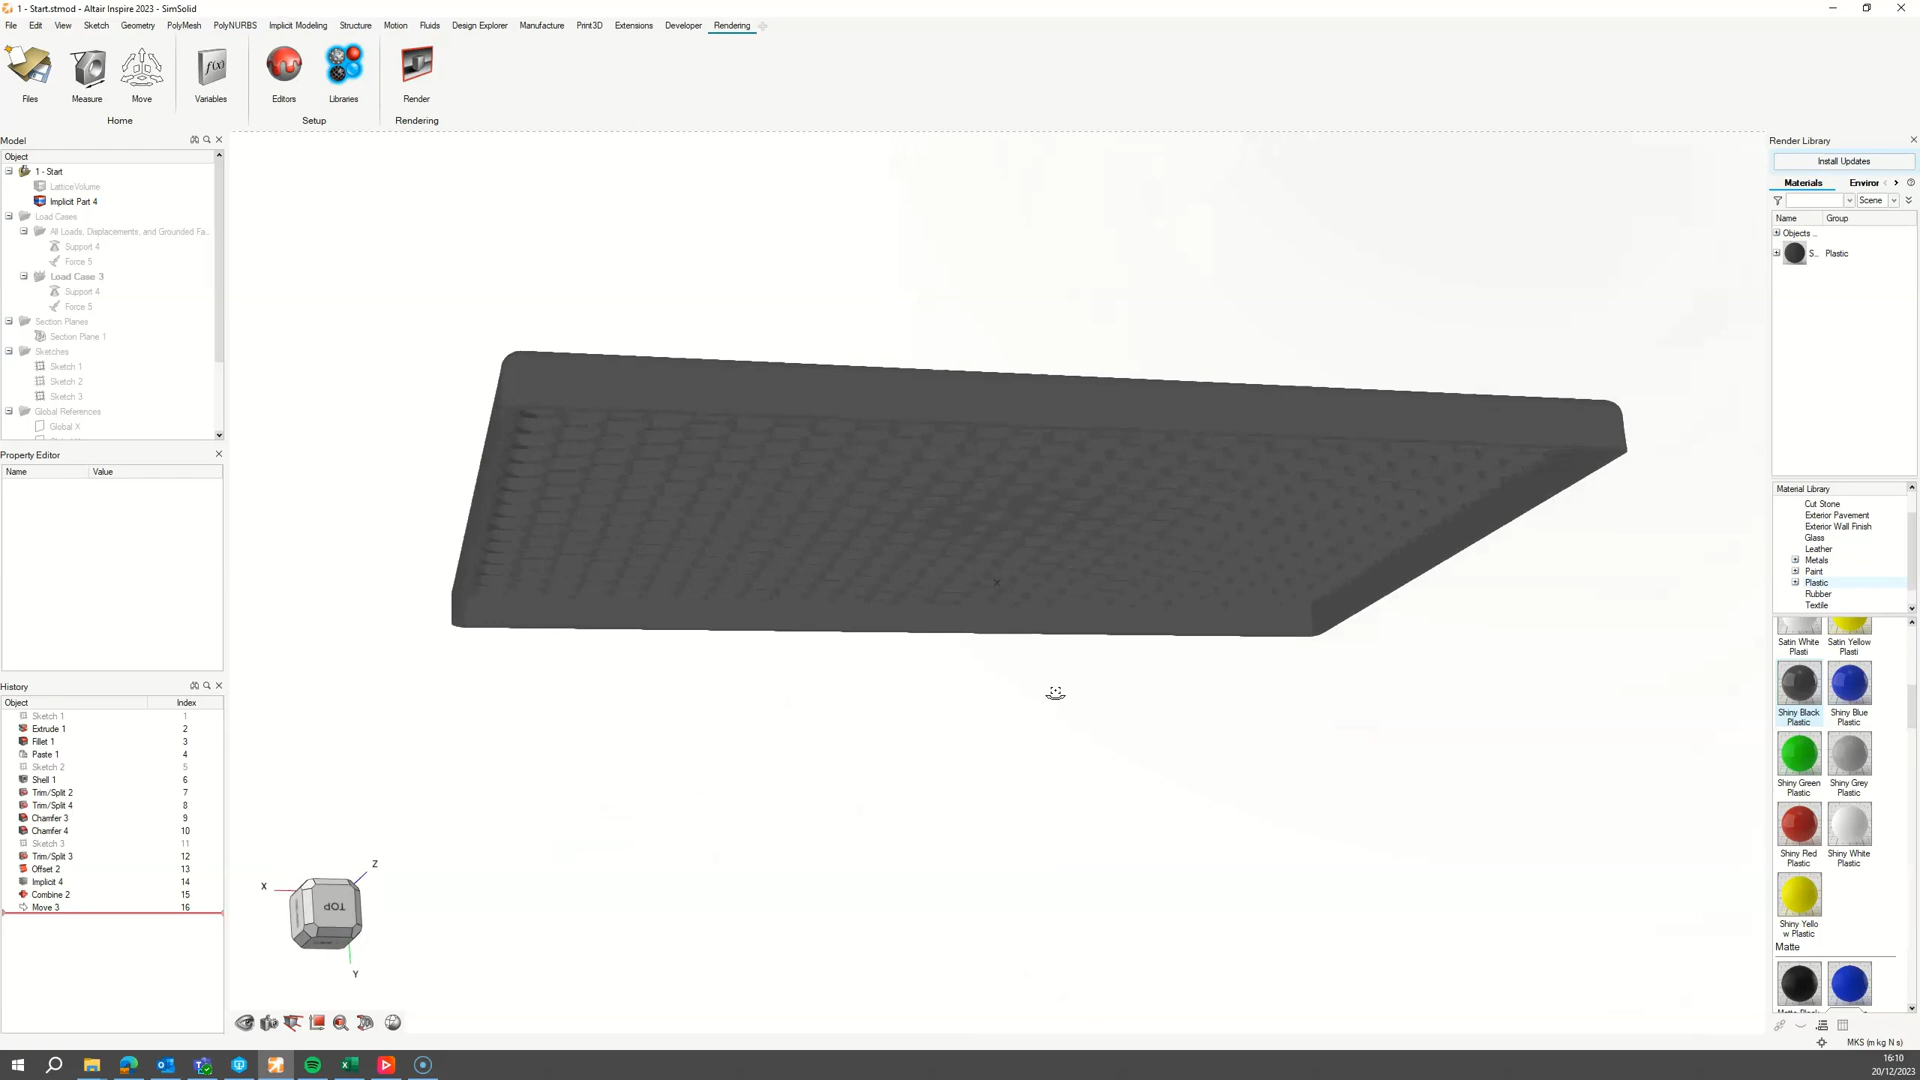 1 - Start.stmod - Altair Inspire 2023 - SimSolid
File Edit View Sketch Geometry PolyMesh PolyNURBS Implicit Modeling Structure Motion Fluids Design Explorer Manufacture Print3D Extensions Developer Rendering
Files Measure Move Variables Editors Libraries Render
Home Setup Rendering
Model
Object
1 - Start
LatticeVolume
Implicit Part 4
Load Cases
All Loads, Displacements, and Grounded Fa...
Support 4
Force 5
Load Case 3
Support 4
Force 5
Section Planes
Section Plane 1
Sketches
Sketch 1
Sketch 2
Sketch 3
Global References
Global X
Property Editor
Name Value
History
Object Index
Sketch 1 1
Extrude 1 2
Fillet 1 3
Paste 1 4
Sketch 2 5
Shell 1 6
Trim/Split 2 7
Trim/Split 4 8
Chamfer 3 9
Chamfer 4 10
Sketch 3 11
Trim/Split 3 12
Offset 2 13
Implicit 4 14
Combine 2 15
Move 3 16
Z
X
TOP
Y
Render Library
Install Updates
Materials Enviror
Scene
Name Group
Objects ...
S... Plastic
Material Library
Cut Stone
Exterior Pavement
Exterior Wall Finish
Glass
Leather
Metals
Paint
Plastic
Rubber
Textile
Satin White Satin Yellow
Plasti Plasti
Shiny Black Shiny Blue
Plastic Plastic
Shiny Green Shiny Grey
Plastic Plastic
Shiny Red Shiny White
Plastic Plastic
Shiny Yello
w Plastic
Matte
MKS (m kg N s)
16:10
20/12/2023